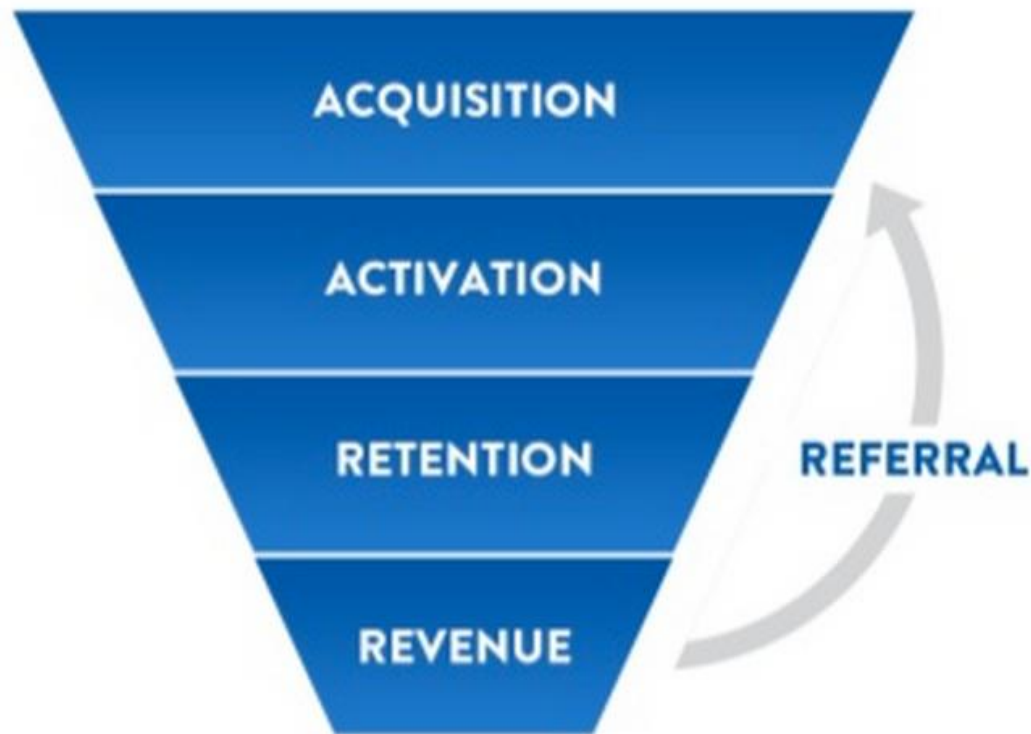 ACQUISITION
ACTIVATION
RETENTION
REFERRAL
REVENUE